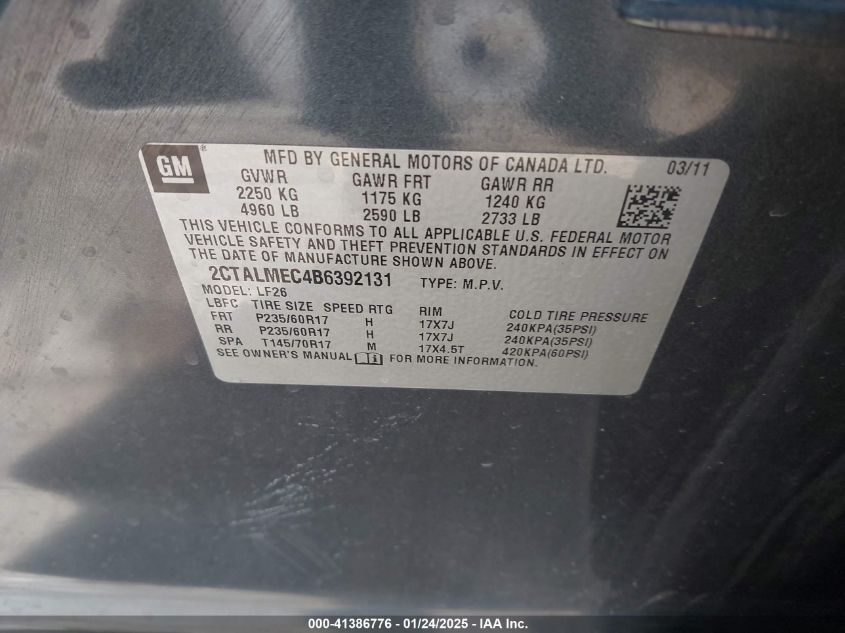 GM ®
MFD BY GENERAL MOTORS OF CANADA LTD. 03/11
GVWR GAWR FRT GAWR RR
2250 KG 1175 KG 1240 KG
4960 LB 2590 LB 2733 LB
THIS VEHICLE CONFORMS TO ALL APPLICABLE U.S. FEDERAL MOTOR
VEHICLE SAFETY AND THEFT PREVENTION STANDARDS IN EFFECT ON
THE DATE OF MANUFACTURE SHOWN ABOVE.
2CTALMEC4B6392131 TYPE: M.P.V.
MODEL: LF26
LBFC TIRE SIZE SPEED RTG RIM COLD TIRE PRESSURE
FRT P235/60R17 H 17X7J 240KPA(35PSI)
RR P235/60R17 H 17X7J 240KPA(35PSI)
SPA T145/70R17 M 17X4.5T 420KPA(60PSI)
SEE OWNER'S MANUAL FOR MORE INFORMATION.
000-41386776 - 01/24/2025 - IAA Inc.